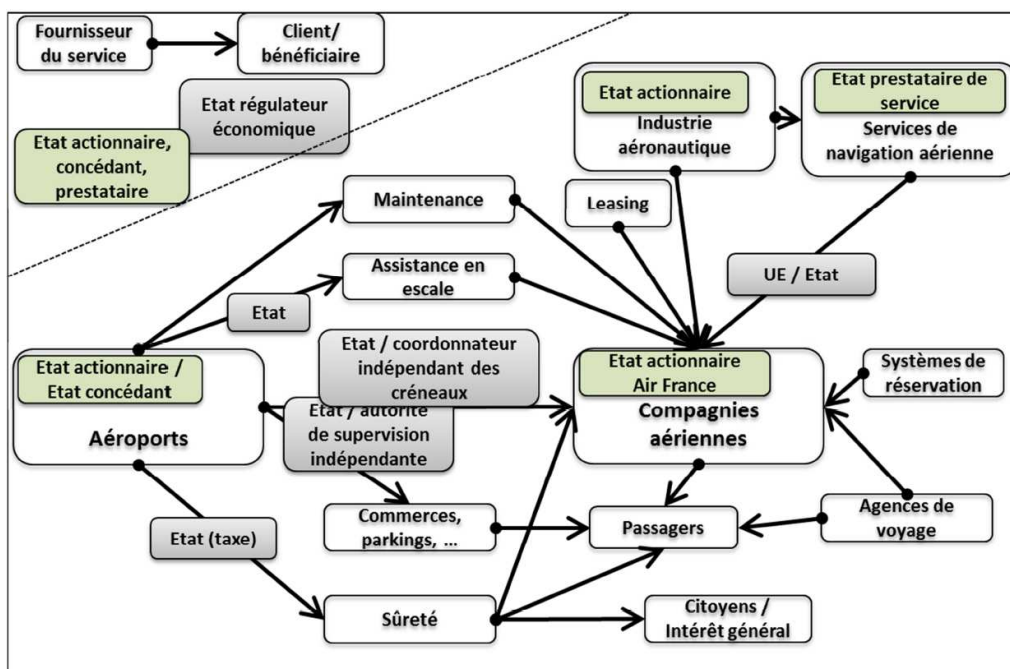 Fournisseur
du service
Client/
bénéficiaire
Etat régulateur
économique
Etat actionnaire,
concédant,
prestataire
Etat actionnaire
Industrie
aéronautique
Etat prestataire de
service
Services de
navigation aérienne
Maintenance
Leasing
Assistance en
escale
UE / Etat
Etat
Etat actionnaire /
Etat concédant
Aéroports
Etat / coordonnateur
indépendant des
créneaux
Etat / autorité
de supervision
indépendante
Etat actionnaire
Air France
Compagnies
aériennes
Systèmes de
réservation
Etat (taxe)
Commerces,
parkings, ...
Passagers
Agences de
voyage
Sûreté
Citoyens /
Intérêt général